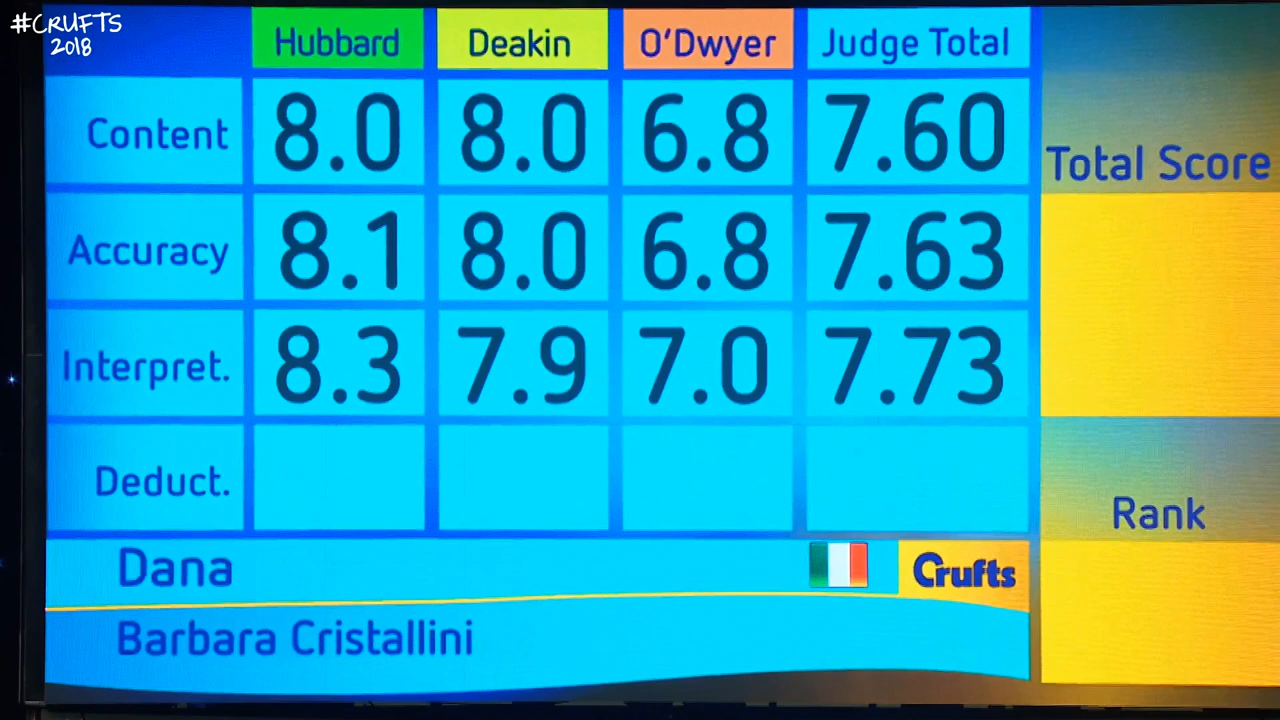 #CRUFTS
2018
Hubbard Deakin O'Dwyer Judge Total
Content 8.0 8.0 6.8 7.60
Total Score
Accuracy 8.1 8.0 6.8 7.63
Interpret. 8.3 7.9 7.0 7.73
Deduct.
Rank
Dana Crufts
Barbara Cristallini